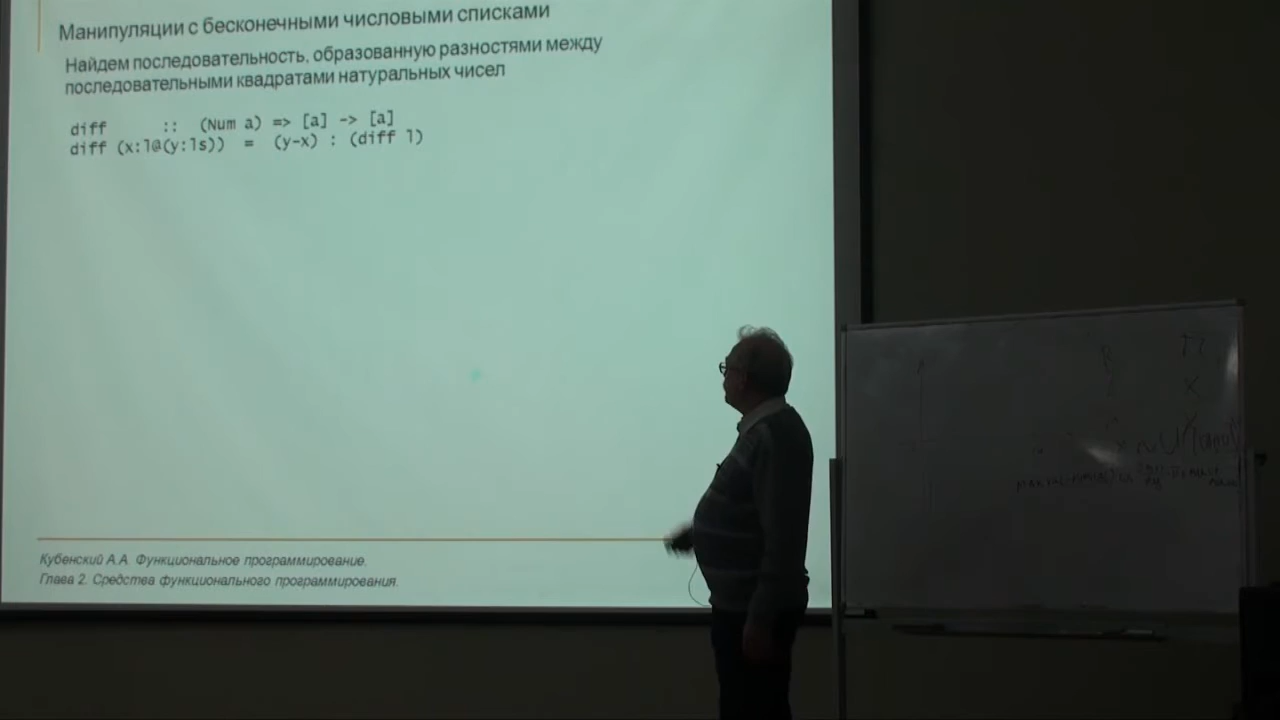 Манипуляции с бесконечными числовыми списками
Найдем последовательность, образованную разностями между
последовательными квадратами натуральных чисел
diff :: (Num a) => [a] -> [a]
diff (x:l@(y:ls)) = (y-x) : (diff l)
Кубенский А.А. Функциональное программирование.
Глава 2. Средства функционального программирования.